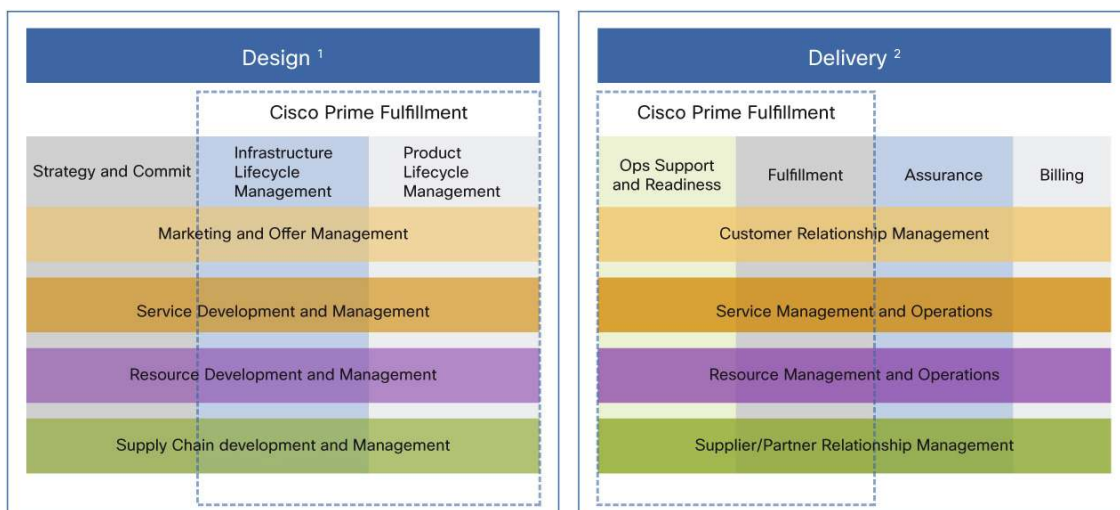 Design 1
Cisco Prime Fulfillment
Strategy and Commit
Infrastructure
Lifecycle
Management
Product
Lifecycle
Management
Marketing and Offer Management
Service Development and Management
Resource Development and Management
Supply Chain development and Management
Delivery 2
Cisco Prime Fulfillment
Ops Support
and Readiness
Fulfillment
Assurance
Billing
Customer Relationship Management
Service Management and Operations
Resource Management and Operations
Supplier/Partner Relationship Management